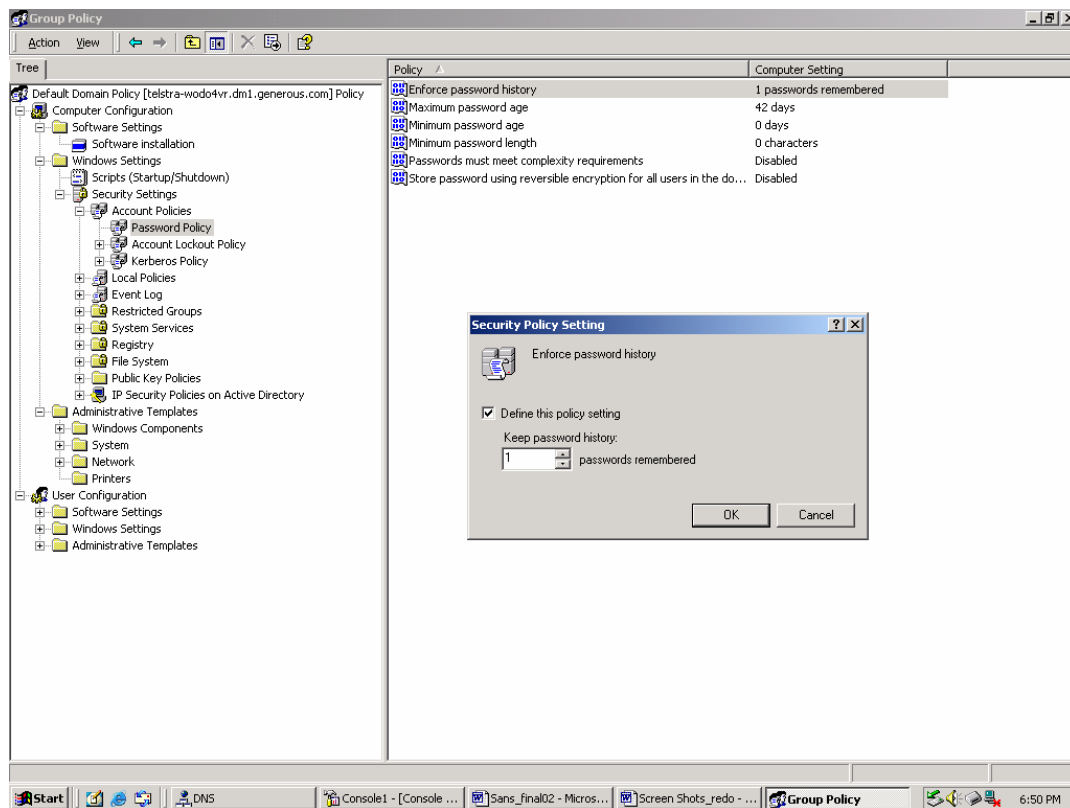 Group Policy
Action View
Tree
Policy Computer Setting
Default Domain Policy [telstra-wodo4vr.dm1.generous.com] Policy
Computer Configuration
Software Settings
Software installation
Windows Settings
Scripts (Startup/Shutdown)
Security Settings
Account Policies
Password Policy
Account Lockout Policy
Kerberos Policy
Local Policies
Event Log
Restricted Groups
System Services
Registry
File System
Public Key Policies
IP Security Policies on Active Directory
Administrative Templates
Windows Components
System
Network
Printers
User Configuration
Software Settings
Windows Settings
Administrative Templates
Enforce password history 1 passwords remembered
Maximum password age 42 days
Minimum password age 0 days
Minimum password length 0 characters
Passwords must meet complexity requirements Disabled
Store password using reversible encryption for all users in the do... Disabled
Security Policy Setting
Enforce password history
Define this policy setting
Keep password history:
1 passwords remembered
OK Cancel
Start DNS Console1 - [Console ... Sans_final02 - Micros... Screen Shots_redo - ... Group Policy 6:50 PM